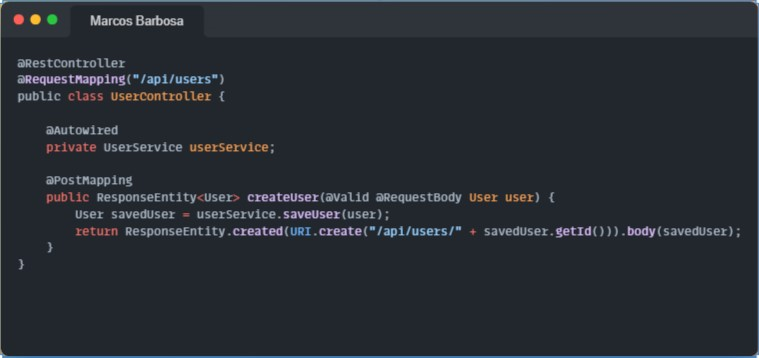 Marcos Barbosa
@RestController
@RequestMapping("/api/users")
public class UserController {
@Autowired
private UserService userService;
@PostMapping
public ResponseEntity<User> createUser(@Valid @RequestBody User user) {
User savedUser = userService.saveUser(user);
return ResponseEntity.created(URI.create("/api/users/" + savedUser.getId())).body(savedUser);
}
}